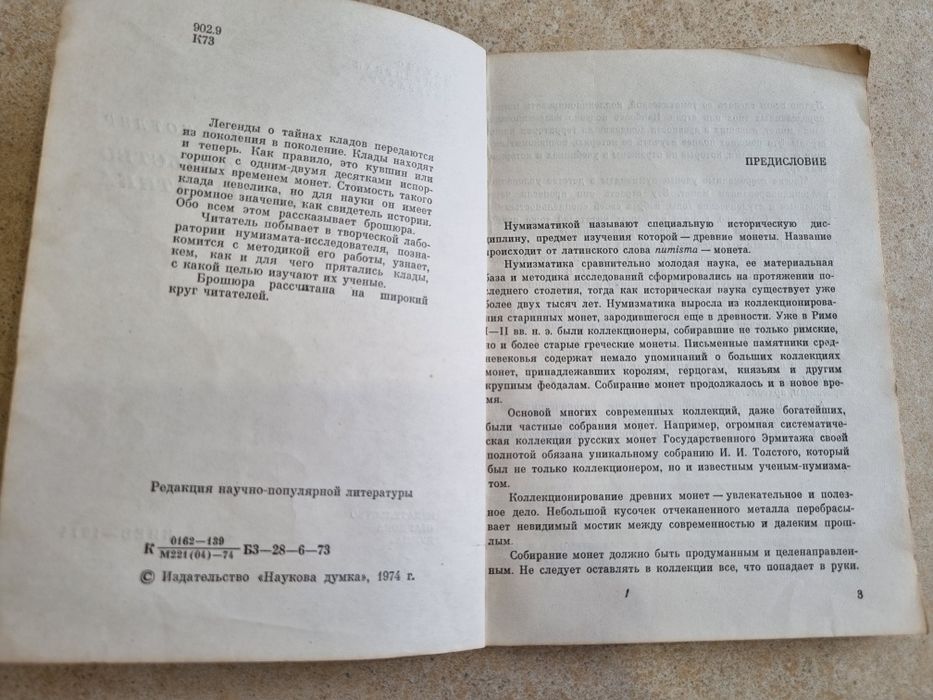 902.9
К73
Легенды о тайнах кладов передаются
из поколения в поколение. Клады находят
и теперь. Как правило, это кувшин или
горшок с одним-двумя десятками испор-
ченных временем монет. Стоимость такого
клада невелика, но для науки он имеет
огромное значение, как свидетель истории.
Обо всем этом рассказывает брошюра.
Читатель побывает в творческой лабо-
ратории нумизмата-исследователя, позна-
комится с методикой его работы, узнает,
кем, как и для чего прятались клады,
с какой целью изучают их ученые.
Брошюра рассчитана на широкий
круг читателей.
Редакция научно-популярной литературы
К 0162—139
М221(04)—74 БЗ—28—6—73
© Издательство «Наукова думка», 1974 г.
ПРЕДИСЛОВИЕ
Нумизматикой называют специальную историческую дис-
циплину, предмет изучения которой — древние монеты. Название
происходит от латинского слова numisma — монета.
Нумизматика сравнительно молодая наука, ее материальная
база и методика исследований сформировались на протяжении по-
следнего столетия, тогда как историческая наука существует уже
более двух тысяч лет. Нумизматика выросла из коллекционирова-
ния старинных монет, зародившегося еще в древности. Уже в Риме
I—II вв. н. э. были коллекционеры, собиравшие не только римские,
но и более старые греческие монеты. Письменные памятники сред-
невековья содержат немало упоминаний о больших коллекциях
монет, принадлежавших королям, герцогам, князьям и другим
крупным феодалам. Собирание монет продолжалось и в новое вре-
мя.
Основой многих современных коллекций, даже богатейших,
были частные собрания монет. Например, огромная систематиче-
ская коллекция русских монет Государственного Эрмитажа своей
полнотой обязана уникальному собранию И. И. Толстого, который
был не только коллекционером, но и известным ученым-нумизма-
том.
Коллекционирование древних монет — увлекательное и полез-
ное дело. Небольшой кусочек отчеканенного металла перебрасы-
вает невидимый мостик между современностью и далеким прош-
лым.
Собирание монет должно быть продуманным и целенаправлен-
ным. Не следует оставлять в коллекции все, что попадает в руки.
1 3